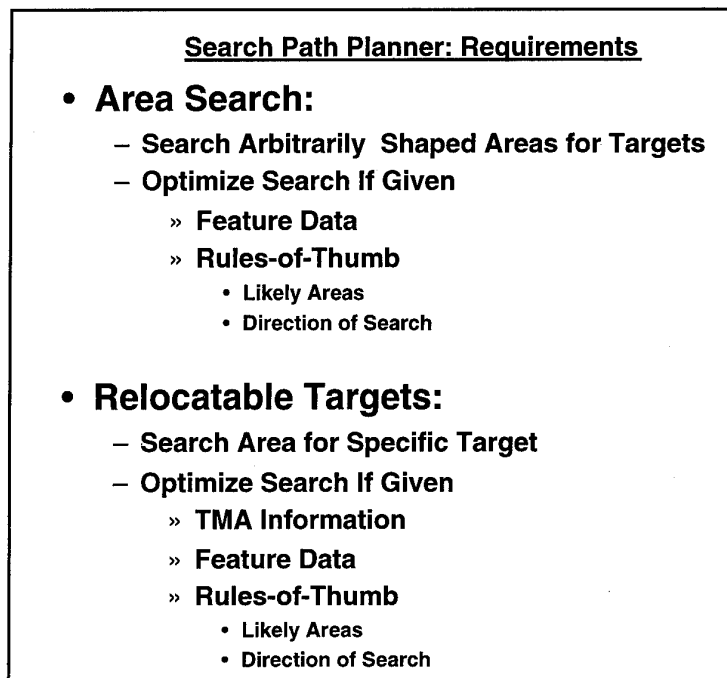 Search Path Planner: Requirements
• Area Search:
– Search Arbitrarily Shaped Areas for Targets
– Optimize Search If Given
» Feature Data
» Rules-of-Thumb
• Likely Areas
• Direction of Search
• Relocatable Targets:
– Search Area for Specific Target
– Optimize Search If Given
» TMA Information
» Feature Data
» Rules-of-Thumb
• Likely Areas
• Direction of Search